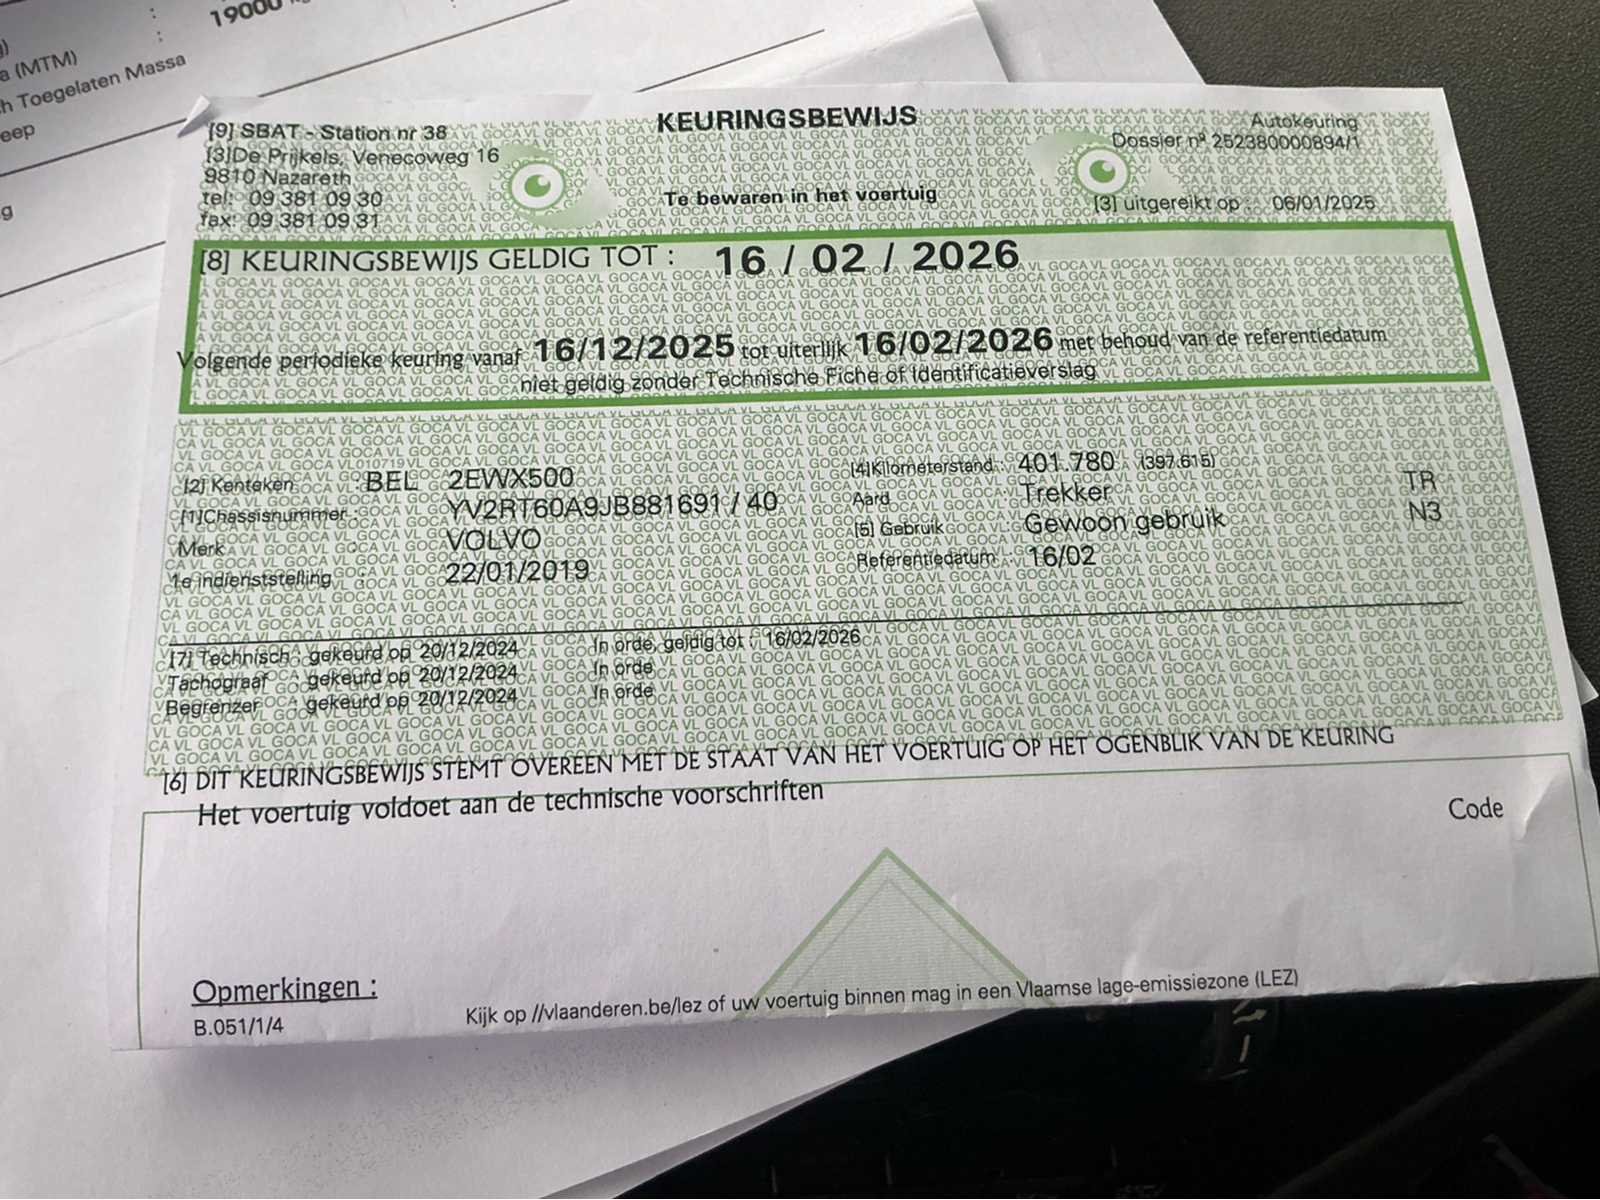 19000
a (MTM)
h Toegelaten Massa
eep
g
KEURINGSBEWIJS
[9] SBAT - Station nr 38
[3]De Prijkels, Venecoweg 16
9810 Nazareth
tel: 09 381 09 30
fax: 09 381 09 31
Te bewaren in het voertuig
Autokeuring
Dossier nº 252380000894/1
[3] uitgereikt op : 06/01/2025
[8] KEURINGSBEWIJS GELDIG TOT : 16 / 02 / 2026
Volgende periodieke keuring vanaf 16/12/2025 tot uiterlijk 16/02/2026 met behoud van de referentiedatum
niet geldig zonder Technische Fiche of Identificatieverslag
[2] Kenteken : BEL 2EWX500
[1]Chassisnummer : YV2RT60A9JB881691 / 40
Merk : VOLVO
1e indienststelling : 22/01/2019
[4]Kilometerstand : 401.780 (397.615)
Aard : Trekker TR
[5] Gebruik : Gewoon gebruik N3
Referentiedatum : 16/02
[7] Technisch : gekeurd op 20/12/2024 In orde, geldig tot : 16/02/2026
Tachograaf : gekeurd op 20/12/2024 In orde
Begrenzer : gekeurd op 20/12/2024 In orde
[6] DIT KEURINGSBEWIJS STEMT OVEREEN MET DE STAAT VAN HET VOERTUIG OP HET OGENBLIK VAN DE KEURING
Het voertuig voldoet aan de technische voorschriften
Code
Opmerkingen :
B.051/1/4
Kijk op //vlaanderen.be/lez of uw voertuig binnen mag in een Vlaamse lage-emissiezone (LEZ)